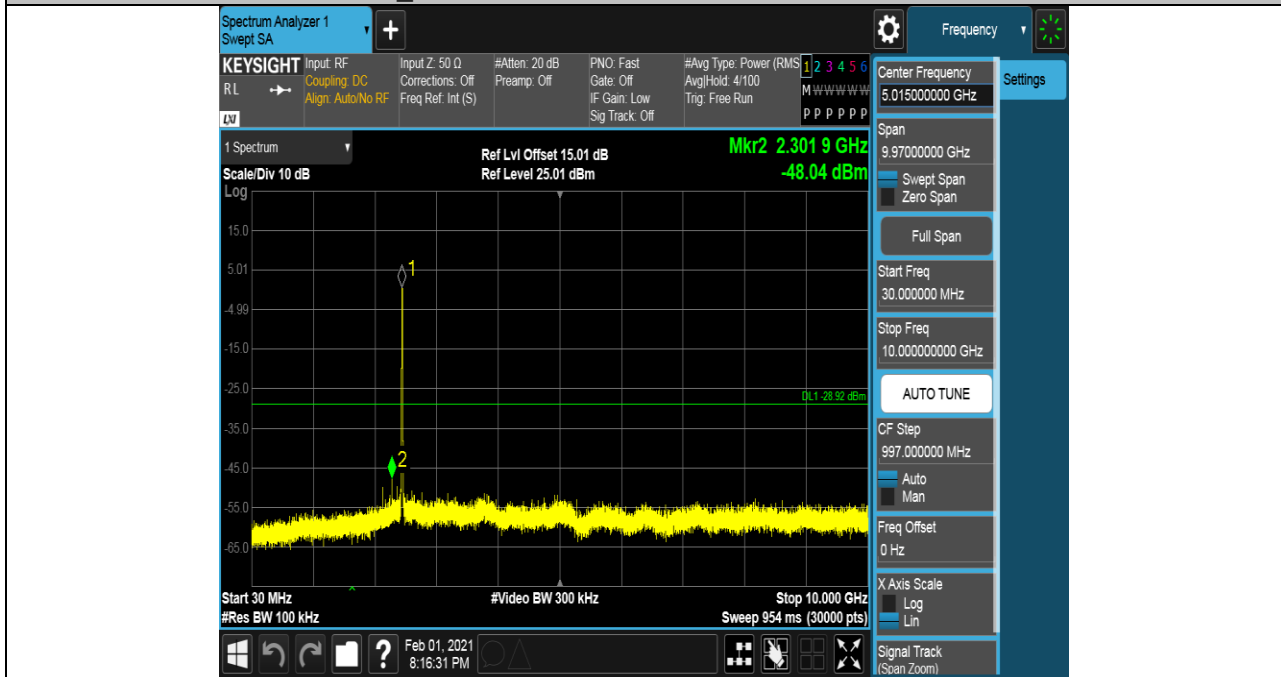 Spectrum Analyzer 1
Swept SA
+
Frequency
KEYSIGHT
RL
LXI
Input: RF
Coupling: DC
Align: Auto/No RF
Input Z: 50 Ω
Corrections: Off
Freq Ref: Int (S)
#Atten: 20 dB
Preamp: Off
PNO: Fast
Gate: Off
IF Gain: Low
Sig Track: Off
#Avg Type: Power (RMS
Avg|Hold: 4/100
Trig: Free Run
1 2 3 4 5 6
M W W W W W
P P P P P P
Center Frequency
5.015000000 GHz
Settings
1 Spectrum
Ref Lvl Offset 15.01 dB
Mkr2 2.301 9 GHz
Scale/Div 10 dB
Ref Level 25.01 dBm
-48.04 dBm
Log
15.0
5.01
-4.99
-15.0
-25.0
-35.0
-45.0
-55.0
-65.0
1
2
DL1 -28.92 dBm
Span
9.97000000 GHz
Swept Span
Zero Span
Full Span
Start Freq
30.000000 MHz
Stop Freq
10.000000000 GHz
AUTO TUNE
CF Step
997.000000 MHz
Auto
Man
Freq Offset
0 Hz
X Axis Scale
Log
Lin
Signal Track
(Span Zoom)
Start 30 MHz
#Video BW 300 kHz
Stop 10.000 GHz
#Res BW 100 kHz
Sweep 954 ms (30000 pts)
?
Feb 01, 2021
8:16:31 PM